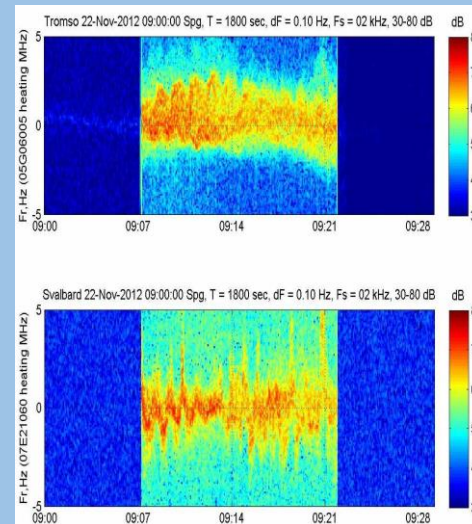 Tromso 22-Nov-2012 09:00:00 Spg, T = 1800 sec, dF = 0.10 Hz, Fs = 02 kHz, 30-80 dB
dB
5
0
-5
Fr,Hz (05G06005 heating MHz)
09:00 09:07 09:14 09:21 09:28
Svalbard 22-Nov-2012 09:00:00 Spg, T = 1800 sec, dF = 0.10 Hz, Fs = 02 kHz, 30-80 dB
dB
5
0
-5
Fr,Hz (07E21060 heating MHz)
09:00 09:07 09:14 09:21 09:28